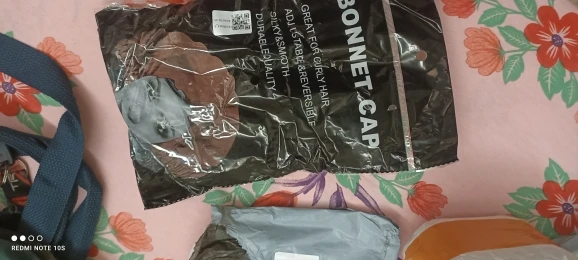 BONNET CAP
GREAT FOR CURLY HAIR
ADJUSTABLE&REVERSIBLE
SILKY&SMOOTH
DURABLE QUALITY
REDMI NOTE 10S